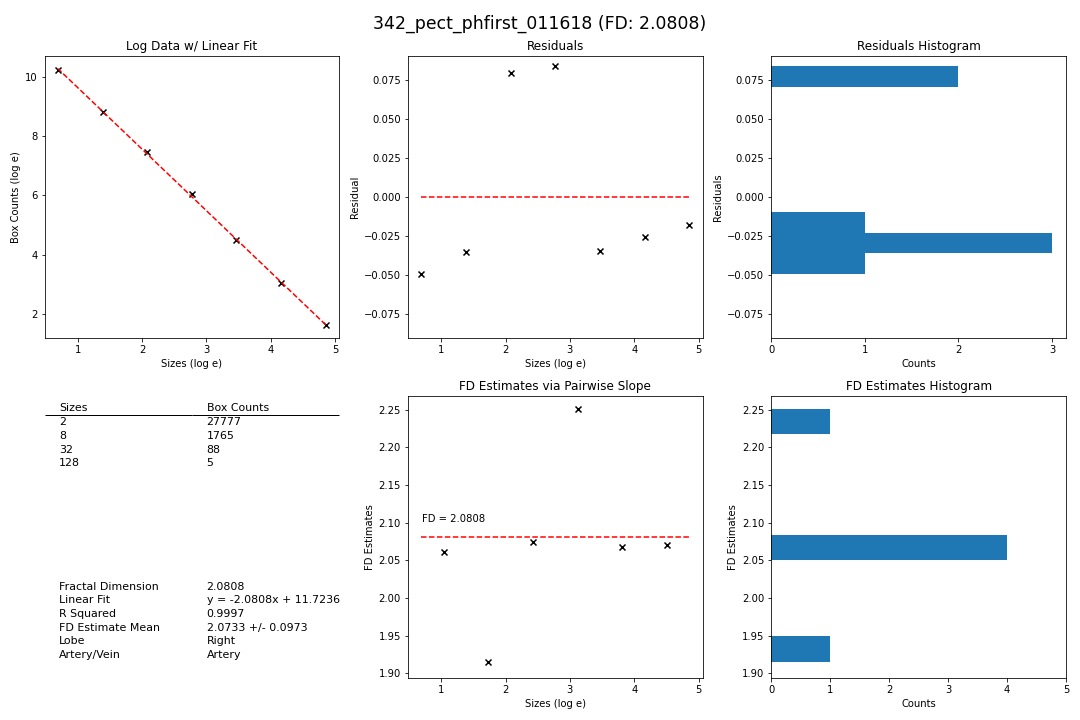 342_pect_phfirst_011618 (FD: 2.0808)
Log Data w/ Linear Fit
10
8
6
4
2
Box Counts (log e)
1 2 3 4 5
Sizes (log e)
Residuals
0.075
0.050
0.025
0.000
−0.025
−0.050
−0.075
Residual
1 2 3 4 5
Sizes (log e)
Residuals Histogram
0.075
0.050
0.025
0.000
−0.025
−0.050
−0.075
Residuals
0 1 2 3
Counts
Sizes Box Counts
2 27777
8 1765
32 88
128 5
Fractal Dimension 2.0808
Linear Fit y = -2.0808x + 11.7236
R Squared 0.9997
FD Estimate Mean 2.0733 +/- 0.0973
Lobe Right
Artery/Vein Artery
FD Estimates via Pairwise Slope
2.25
2.20
2.15
2.10
2.05
2.00
1.95
1.90
FD Estimates
FD = 2.0808
1 2 3 4 5
Sizes (log e)
FD Estimates Histogram
2.25
2.20
2.15
2.10
2.05
2.00
1.95
1.90
FD Estimates
0 1 2 3 4 5
Counts